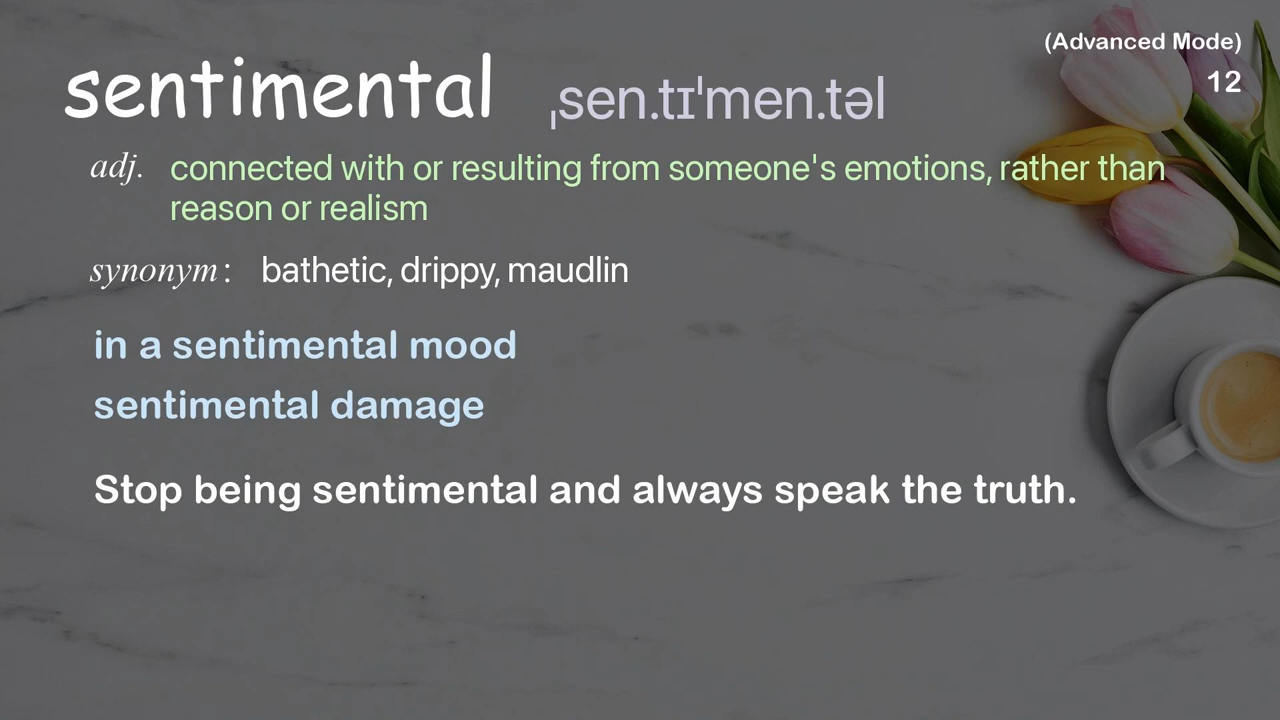 (Advanced Mode)
12
sentimental ˌsen.tɪˈmen.təl
adj. connected with or resulting from someone's emotions, rather than
reason or realism
synonym : bathetic, drippy, maudlin
in a sentimental mood
sentimental damage
Stop being sentimental and always speak the truth.